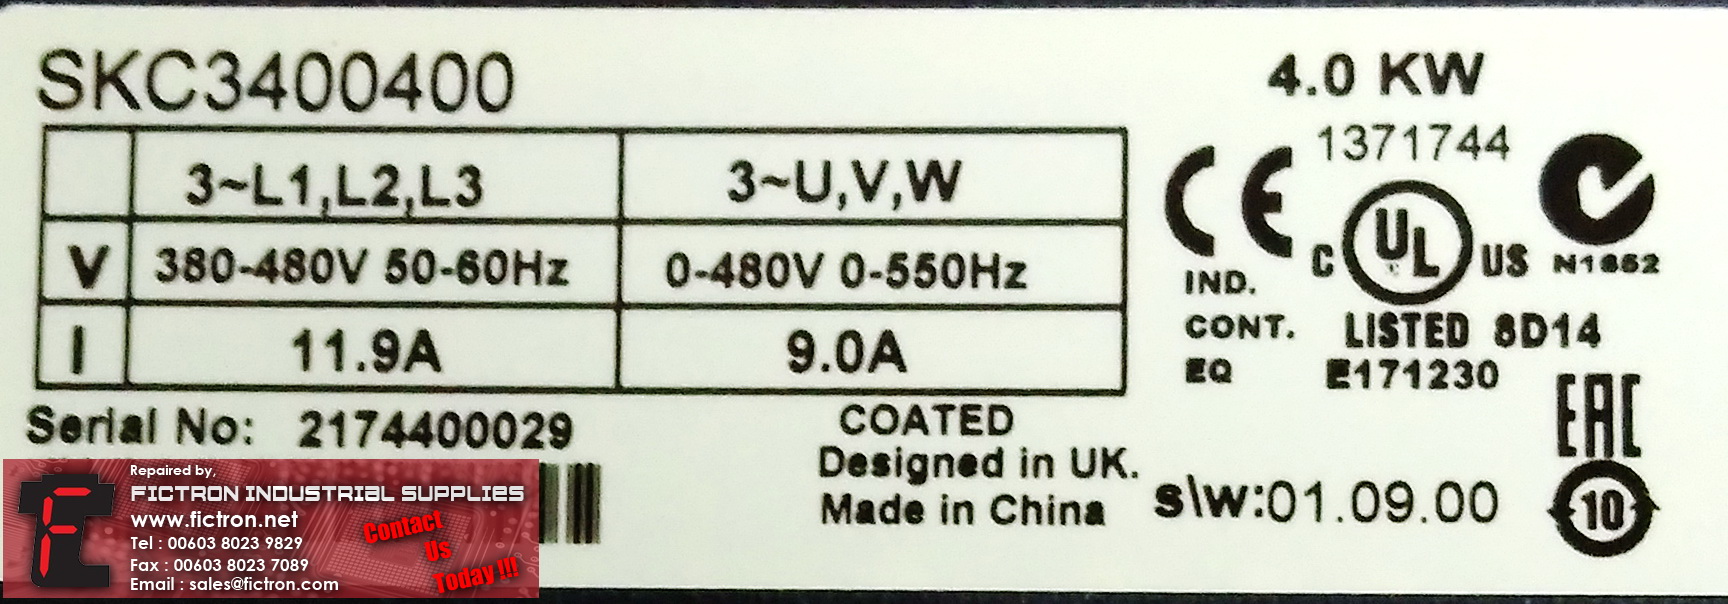 SKC3400400
4.0 KW
1371744
3~L1,L2,L3
3~U,V,W
V
380-480V 50-60Hz
0-480V 0-550Hz
I
11.9A
9.0A
CE
C UL US
N1652
IND.
CONT.
EQ
LISTED 8D14
E171230
EAC
10
Serial No: 2174400029
COATED
Designed in UK.
Made in China
s\w:01.09.00
Repaired by,
FICTRON INDUSTRIAL SUPPLIES
www.fictron.net
Tel : 00603 8023 9829
Fax : 00603 8023 7089
Email : sales@fictron.com
Contact
Us
Today !!!